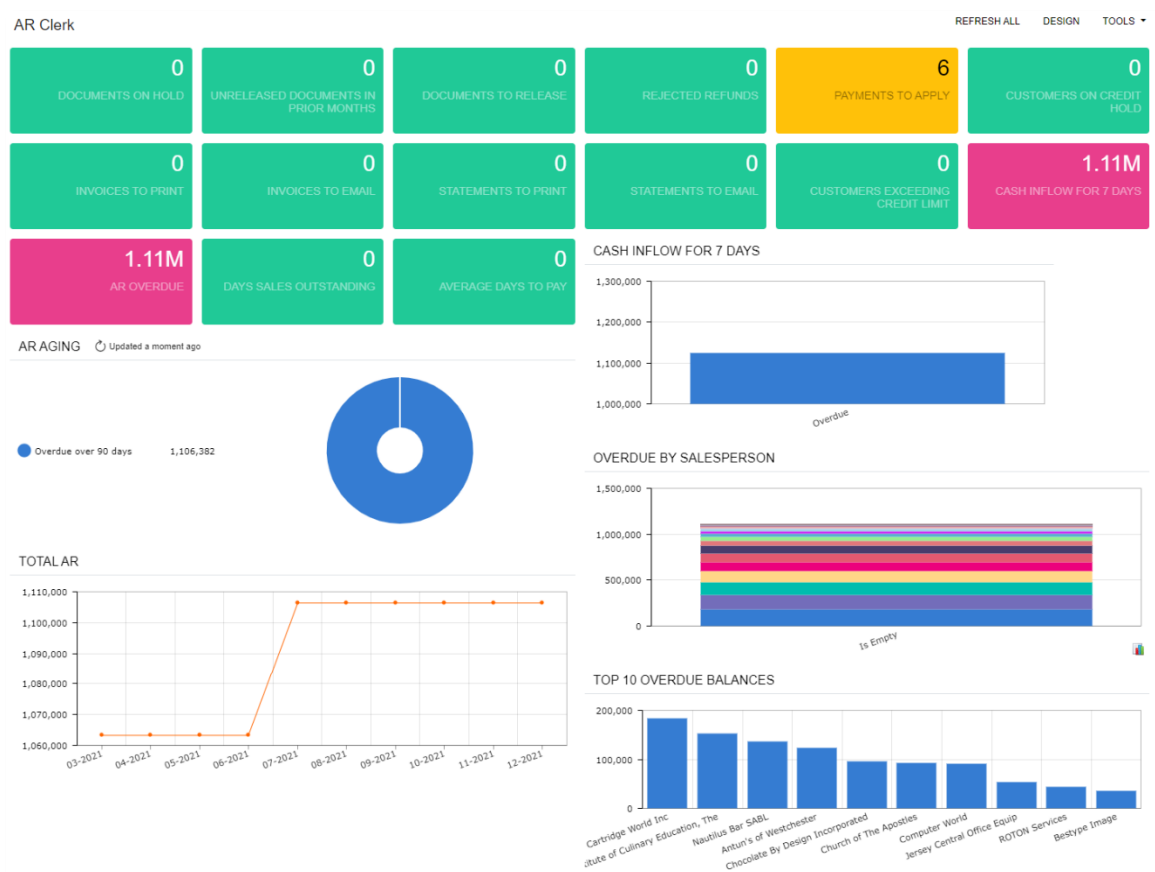 AR Clerk
REFRESH ALL
DESIGN
TOOLS
0
DOCUMENTS ON HOLD
0
UNRELEASED DOCUMENTS IN
PRIOR MONTHS
0
DOCUMENTS TO RELEASE
0
REJECTED REFUNDS
6
PAYMENTS TO APPLY
0
CUSTOMERS ON CREDIT
HOLD
0
INVOICES TO PRINT
0
INVOICES TO EMAIL
0
STATEMENTS TO PRINT
0
STATEMENTS TO EMAIL
0
CUSTOMERS EXCEEDING
CREDIT LIMIT
1.11M
CASH INFLOW FOR 7 DAYS
1.11M
AR OVERDUE
0
DAYS SALES OUTSTANDING
0
AVERAGE DAYS TO PAY
CASH INFLOW FOR 7 DAYS
1,300,000
1,200,000
1,100,000
1,000,000
Overdue
AR AGING
Updated a moment ago
Overdue over 90 days 1,106,382
OVERDUE BY SALESPERSON
1,500,000
1,000,000
500,000
0
Is Empty
TOTAL AR
1,110,000
1,100,000
1,090,000
1,080,000
1,070,000
1,060,000
03-2021
04-2021
05-2021
06-2021
07-2021
08-2021
09-2021
10-2021
11-2021
12-2021
TOP 10 OVERDUE BALANCES
200,000
100,000
0
Cartridge World Inc
titute of Culinary Education, The
Nautilus Bar SABL
Antun's of Westchester
Chocolate By Design Incorporated
Church of The Apostles
Computer World
Jersey Central Office Equip
ROTON Services
Bestype Image